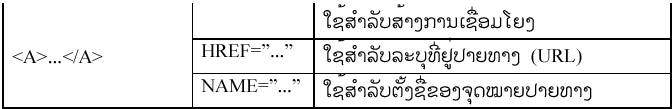 ໃຊ້ສຳລັບສ້າງການເຊື່ອມໂຍງ
<A>...</A>
HREF=”...” ໃຊ້ສຳລັບລະບຸທີ່ຢູ່ປາຍທາງ (URL)
NAME=”...” ໃຊ້ສຳລັບຕັ້ງຊື່ຂອງຈຸດໝາຍປາຍທາງ